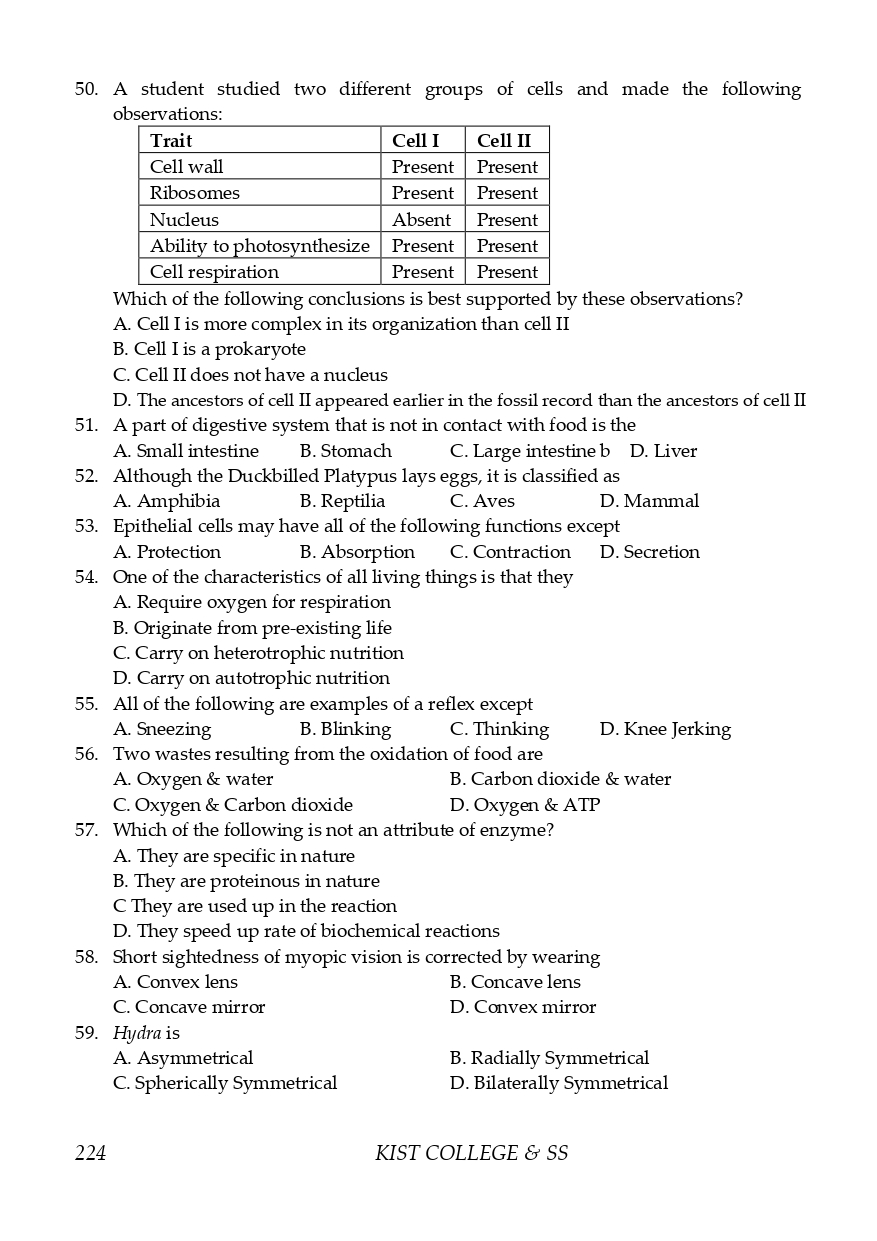 50. A student studied two different groups of cells and made the following
observations:
Trait Cell I Cell II
Cell wall Present Present
Ribosomes Present Present
Nucleus Absent Present
Ability to photosynthesize Present Present
Cell respiration Present Present
Which of the following conclusions is best supported by these observations?
A. Cell I is more complex in its organization than cell II
B. Cell I is a prokaryote
C. Cell II does not have a nucleus
D. The ancestors of cell II appeared earlier in the fossil record than the ancestors of cell II
51. A part of digestive system that is not in contact with food is the
A. Small intestine B. Stomach C. Large intestine b D. Liver
52. Although the Duckbilled Platypus lays eggs, it is classified as
A. Amphibia B. Reptilia C. Aves D. Mammal
53. Epithelial cells may have all of the following functions except
A. Protection B. Absorption C. Contraction D. Secretion
54. One of the characteristics of all living things is that they
A. Require oxygen for respiration
B. Originate from pre-existing life
C. Carry on heterotrophic nutrition
D. Carry on autotrophic nutrition
55. All of the following are examples of a reflex except
A. Sneezing B. Blinking C. Thinking D. Knee Jerking
56. Two wastes resulting from the oxidation of food are
A. Oxygen & water B. Carbon dioxide & water
C. Oxygen & Carbon dioxide D. Oxygen & ATP
57. Which of the following is not an attribute of enzyme?
A. They are specific in nature
B. They are proteinous in nature
C They are used up in the reaction
D. They speed up rate of biochemical reactions
58. Short sightedness of myopic vision is corrected by wearing
A. Convex lens B. Concave lens
C. Concave mirror D. Convex mirror
59. Hydra is
A. Asymmetrical B. Radially Symmetrical
C. Spherically Symmetrical D. Bilaterally Symmetrical
224 KIST COLLEGE & SS